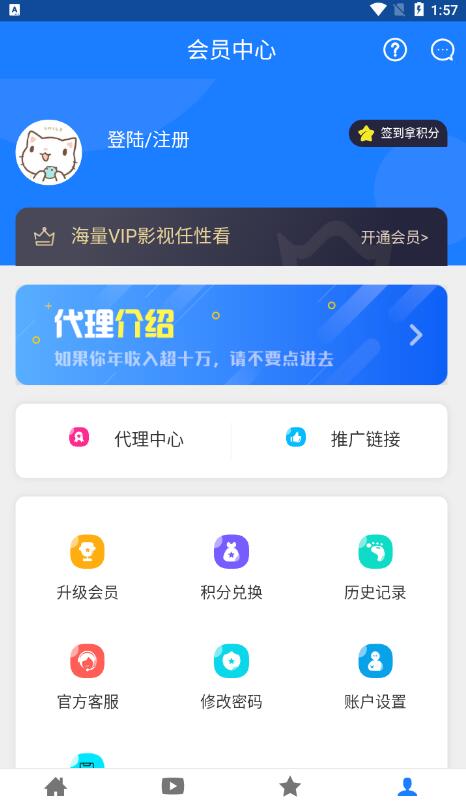 A
1:57
会员中心
登陆/注册
签到拿积分
SMILE
海量VIP影视任性看
开通会员>
代理介绍
如果你年收入超十万，请不要点进去
代理中心
推广链接
升级会员
积分兑换
历史记录
官方客服
修改密码
账户设置